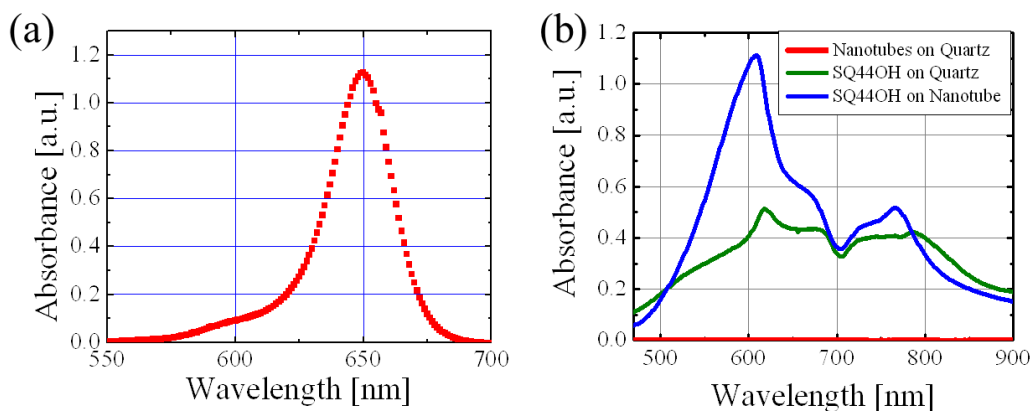 (a)
Absorbance [a.u.]
1.2
1.0
0.8
0.6
0.4
0.2
0.0
550
600
650
700
Wavelength [nm]
(b)
Absorbance [a.u.]
1.2
1.0
0.8
0.6
0.4
0.2
0.0
Nanotubes on Quartz
SQ44OH on Quartz
SQ44OH on Nanotube
500
600
700
800
900
Wavelength [nm]